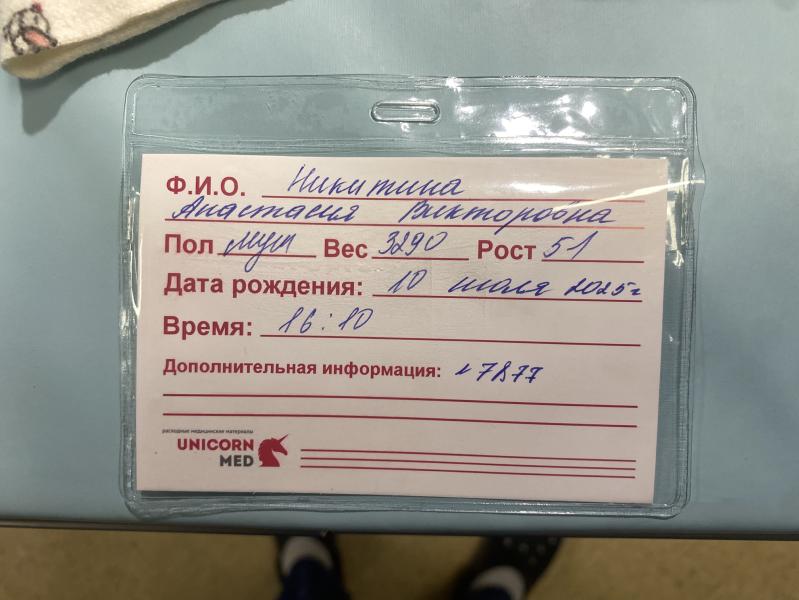 Ф.И.О. Никитина
Анастасия Викторовна
Пол муж Вес 3290 Рост 51
Дата рождения: 10 июля 2025г
Время: 16:10
Дополнительная информация:
расходные медицинские материалы
UNICORN
MED